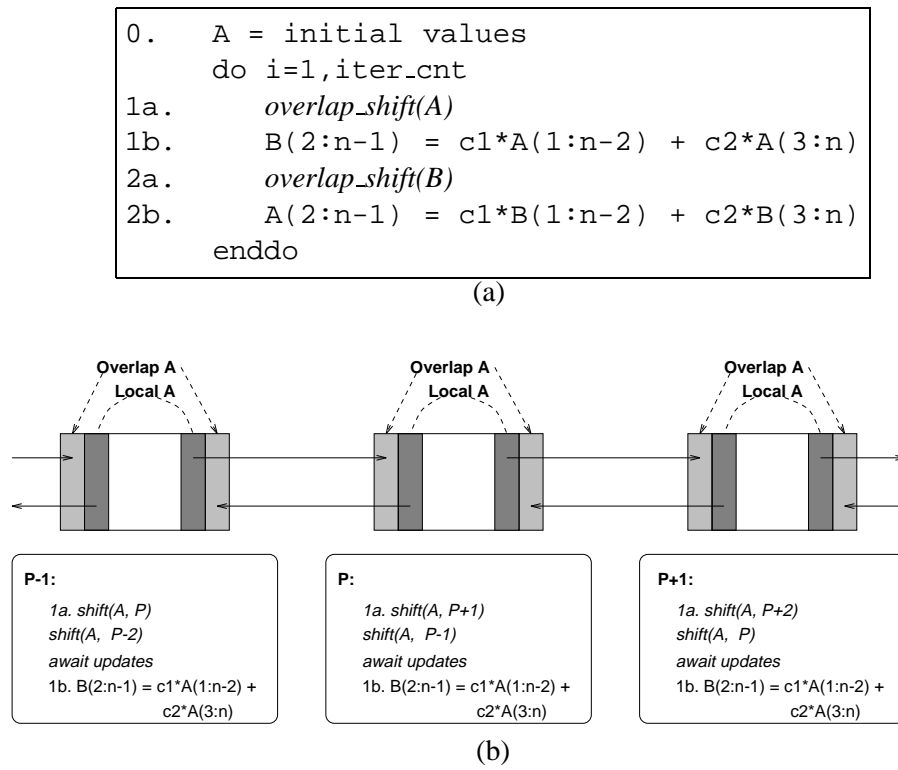 0. A = initial values
do i=1,iter_cnt
1a. overlap_shift(A)
1b. B(2:n-1) = c1*A(1:n-2) + c2*A(3:n)
2a. overlap_shift(B)
2b. A(2:n-1) = c1*B(1:n-2) + c2*B(3:n)
enddo
(a)
Overlap A
Local A
Overlap A
Local A
Overlap A
Local A
P-1:
1a. shift(A, P)
shift(A, P-2)
await updates
1b. B(2:n-1) = c1*A(1:n-2) +
c2*A(3:n)
P:
1a. shift(A, P+1)
shift(A, P-1)
await updates
1b. B(2:n-1) = c1*A(1:n-2) +
c2*A(3:n)
P+1:
1a. shift(A, P+2)
shift(A, P)
await updates
1b. B(2:n-1) = c1*A(1:n-2) +
c2*A(3:n)
(b)